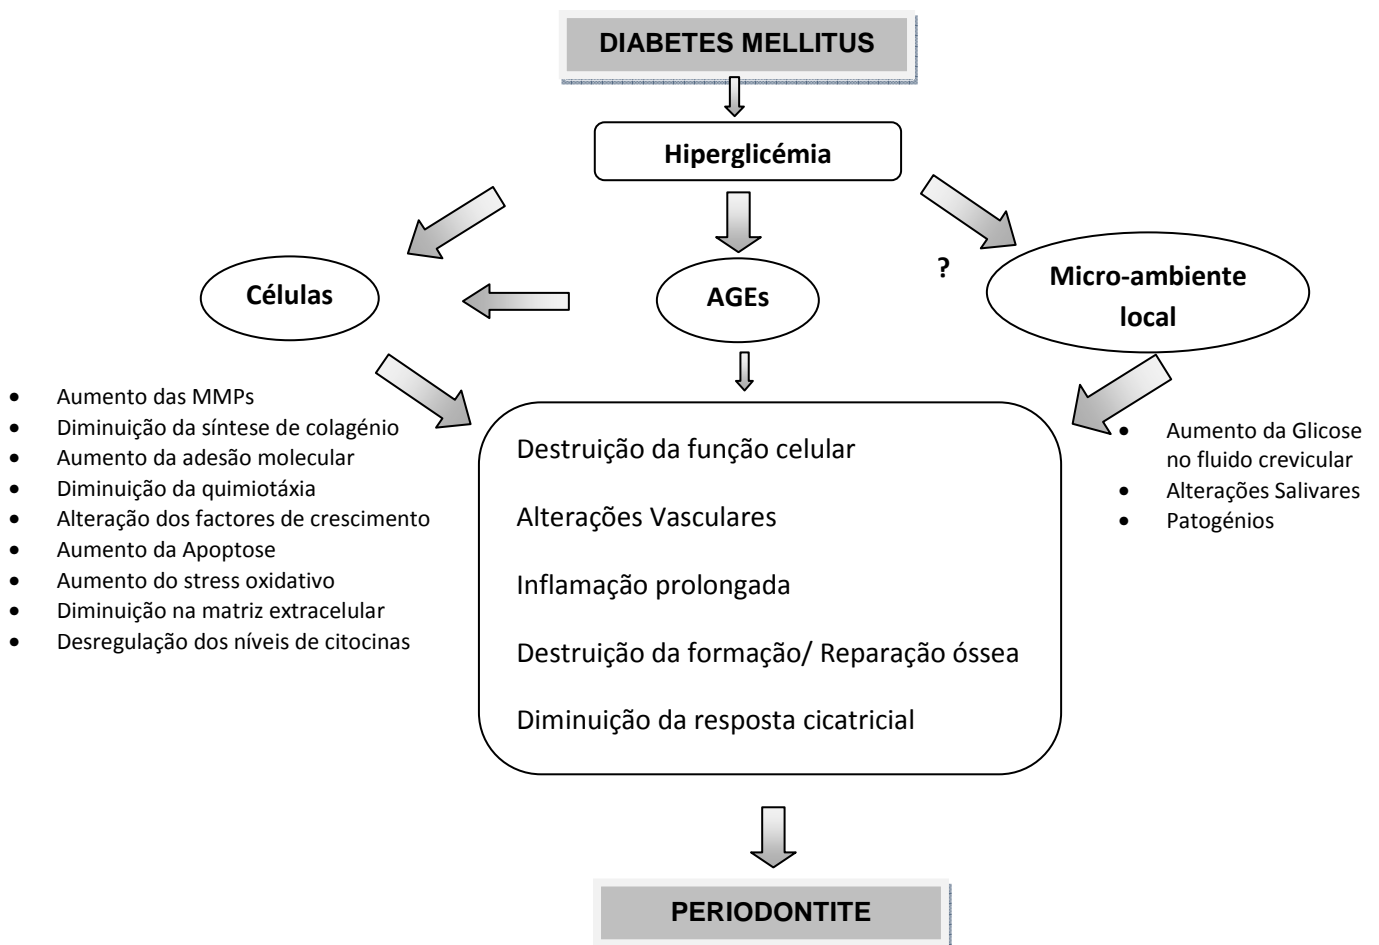 DIABETES MELLITUS
Hiperglicémia
Células
AGEs
?
Micro-ambiente
local
• Aumento das MMPs
• Diminuição da síntese de colagénio
• Aumento da adesão molecular
• Diminuição da quimiotáxia
• Alteração dos factores de crescimento
• Aumento da Apoptose
• Aumento do stress oxidativo
• Diminuição na matriz extracelular
• Desregulação dos níveis de citocinas
Destruição da função celular
Alterações Vasculares
Inflamação prolongada
Destruição da formação/ Reparação óssea
Diminuição da resposta cicatricial
• Aumento da Glicose
no fluido crevicular
• Alterações Salivares
• Patogénios
PERIODONTITE